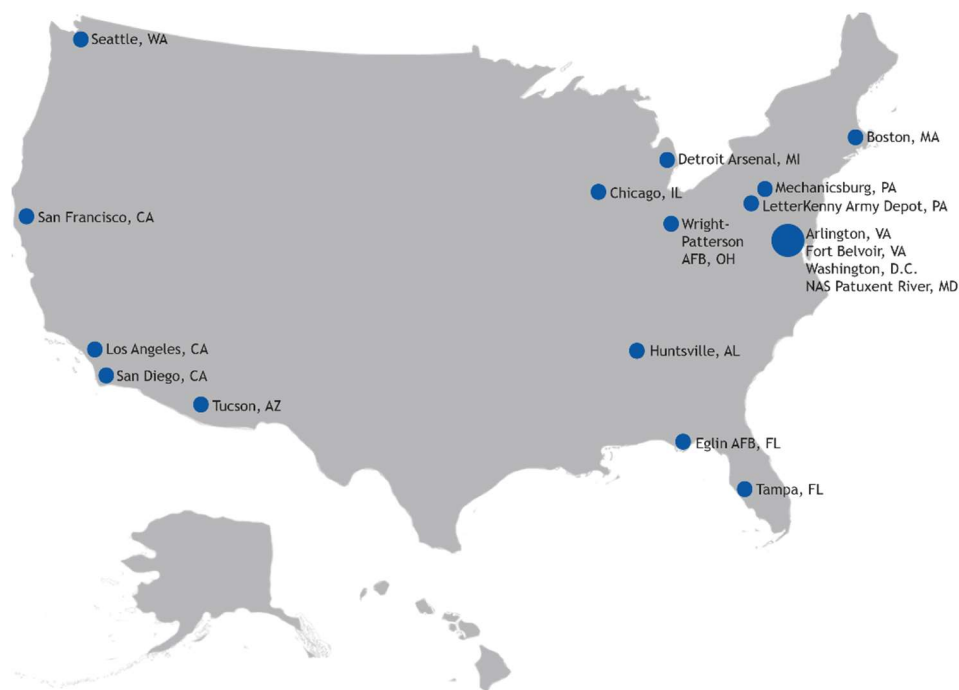 Seattle, WA
Boston, MA
Detroit Arsenal, MI
Mechanicsburg, PA
Chicago, IL
LetterKenny Army Depot, PA
San Francisco, CA
Wright-
Patterson
AFB, OH
Arlington, VA
Fort Belvoir, VA
Washington, D.C.
NAS Patuxent River, MD
Los Angeles, CA
Huntsville, AL
San Diego, CA
Tucson, AZ
Eglin AFB, FL
Tampa, FL